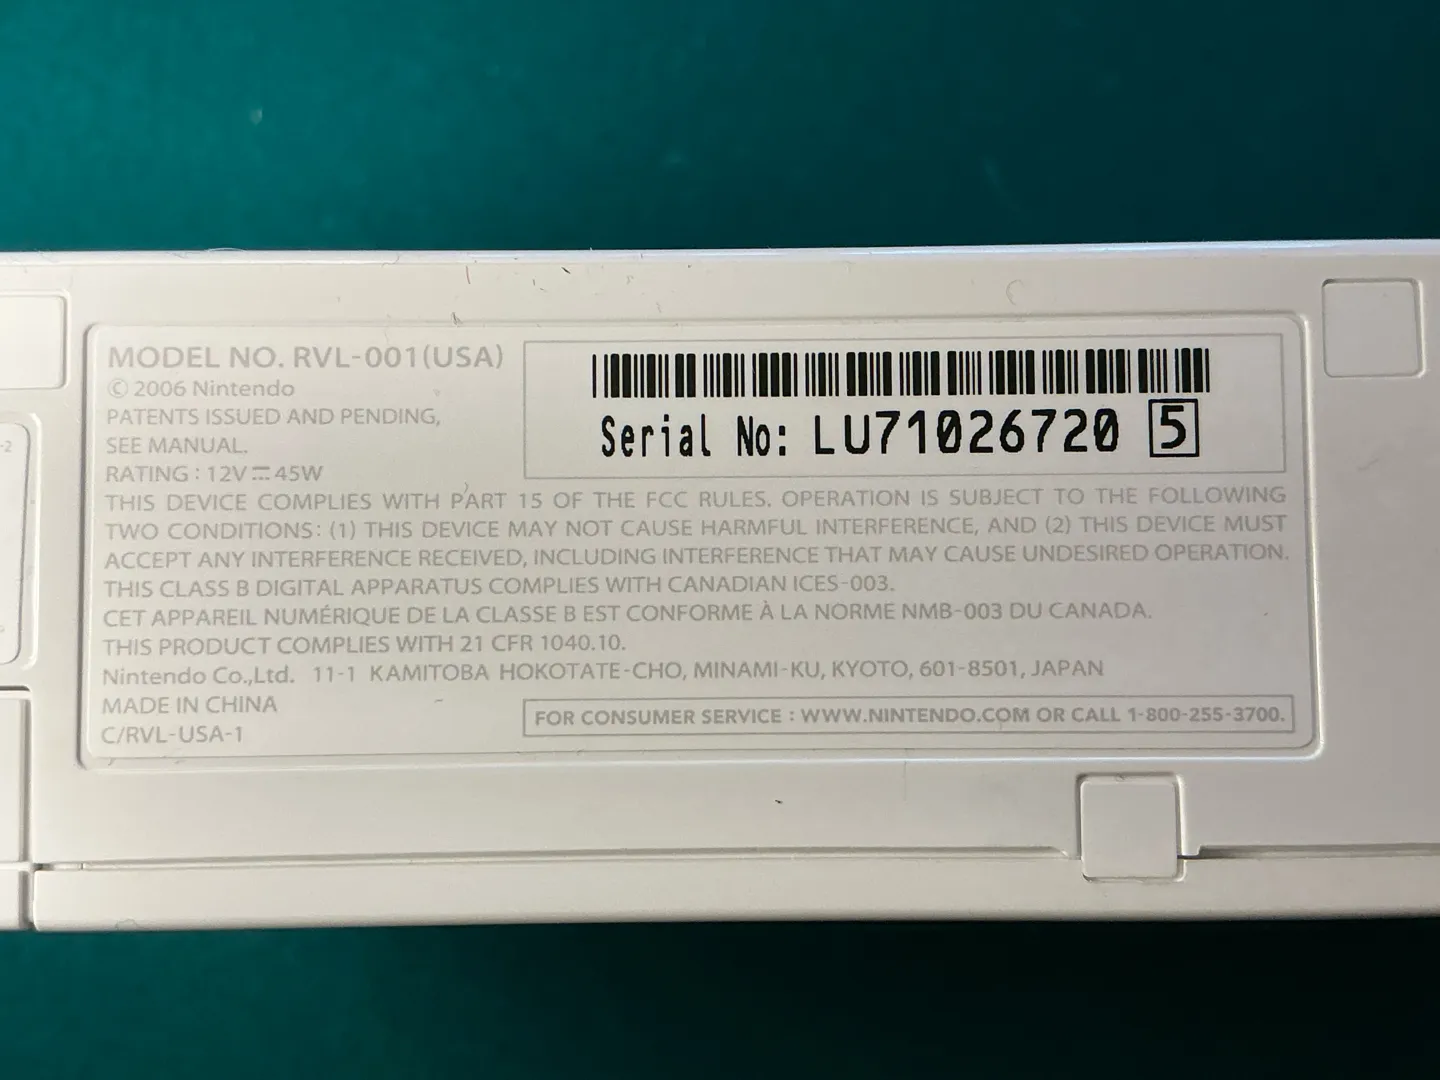 MODEL NO. RVL-001(USA)
© 2006 Nintendo
PATENTS ISSUED AND PENDING,
SEE MANUAL.
RATING : 12V⎓45W
Serial No: LU71026720 5
THIS DEVICE COMPLIES WITH PART 15 OF THE FCC RULES. OPERATION IS SUBJECT TO THE FOLLOWING
TWO CONDITIONS: (1) THIS DEVICE MAY NOT CAUSE HARMFUL INTERFERENCE, AND (2) THIS DEVICE MUST
ACCEPT ANY INTERFERENCE RECEIVED, INCLUDING INTERFERENCE THAT MAY CAUSE UNDESIRED OPERATION.
THIS CLASS B DIGITAL APPARATUS COMPLIES WITH CANADIAN ICES-003.
CET APPAREIL NUMÉRIQUE DE LA CLASSE B EST CONFORME À LA NORME NMB-003 DU CANADA.
THIS PRODUCT COMPLIES WITH 21 CFR 1040.10.
Nintendo Co.,Ltd. 11-1 KAMITOBA HOKOTATE-CHO, MINAMI-KU, KYOTO, 601-8501, JAPAN
MADE IN CHINA
C/RVL-USA-1
FOR CONSUMER SERVICE : WWW.NINTENDO.COM OR CALL 1-800-255-3700.